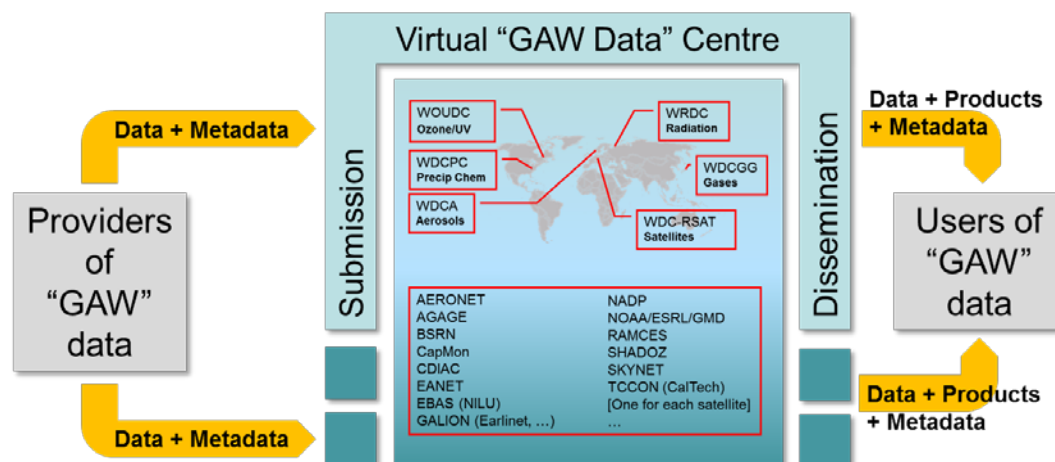 Virtual “GAW Data” Centre
Data + Metadata
Providers
of
“GAW”
data
Data + Metadata
Submission
WOUDC
Ozone/UV
WDCPC
Precip Chem
WDCA
Aerosols
WRDC
Radiation
WDCGG
Gases
WDC-RSAT
Satellites
AERONET
AGAGE
BSRN
CapMon
CDIAC
EANET
EBAS (NILU)
GALION (Earlinet, …)
NADP
NOAA/ESRL/GMD
RAMCES
SHADOZ
SKYNET
TCCON (CalTech)
[One for each satellite]
…
Dissemination
Data + Products
+ Metadata
Users of
“GAW”
data
Data + Products
+ Metadata